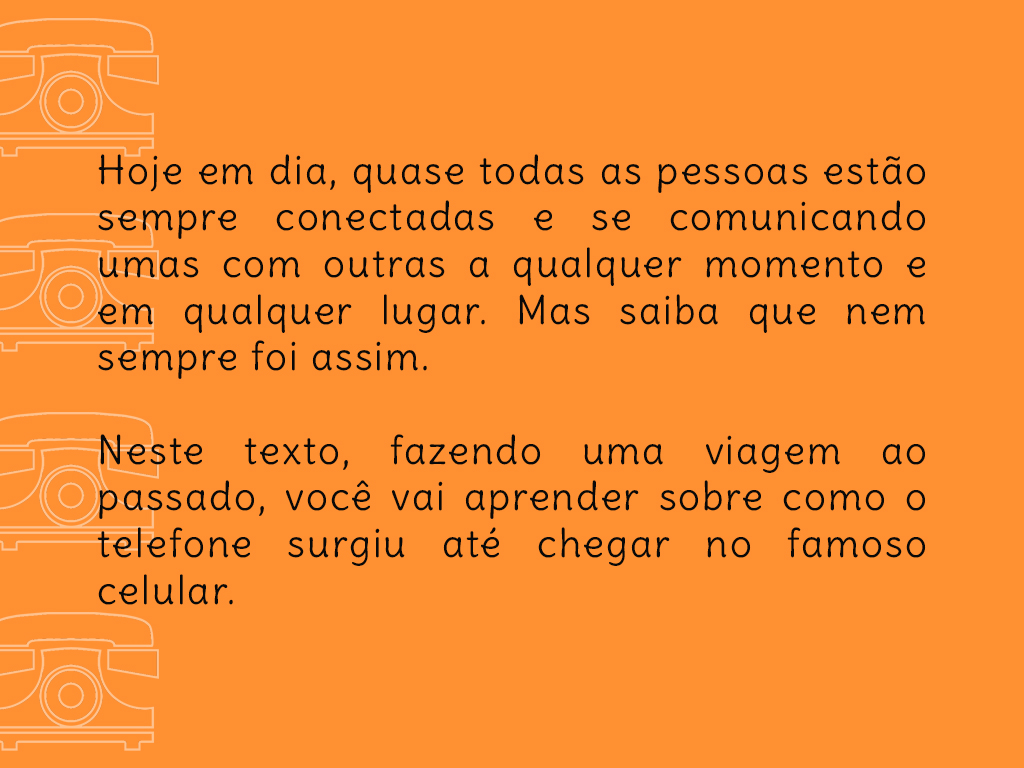 Hoje em dia, quase todas as pessoas estão
sempre conectadas e se comunicando
umas com outras a qualquer momento e
em qualquer lugar. Mas saiba que nem
sempre foi assim.
Neste texto, fazendo uma viagem ao
passado, você vai aprender sobre como o
telefone surgiu até chegar no famoso
celular.